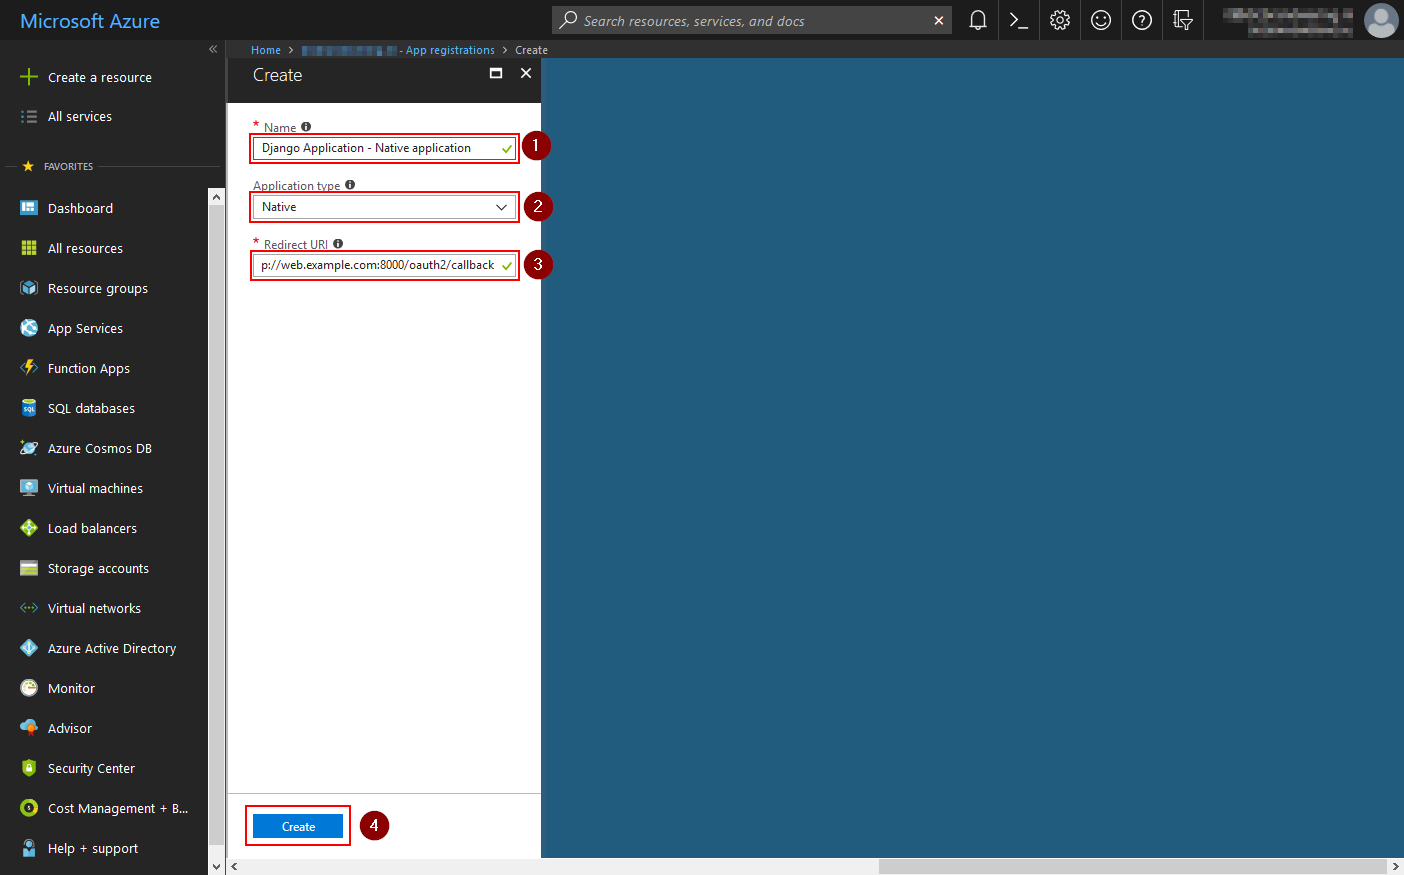 Microsoft Azure
Search resources, services, and docs
Home > - App registrations > Create
Create a resource
All services
FAVORITES
Dashboard
All resources
Resource groups
App Services
Function Apps
SQL databases
Azure Cosmos DB
Virtual machines
Load balancers
Storage accounts
Virtual networks
Azure Active Directory
Monitor
Advisor
Security Center
Cost Management + B...
Help + support
Create
* Name
Django Application - Native application
1
Application type
Native
2
* Redirect URI
p://web.example.com:8000/oauth2/callback
3
Create
4